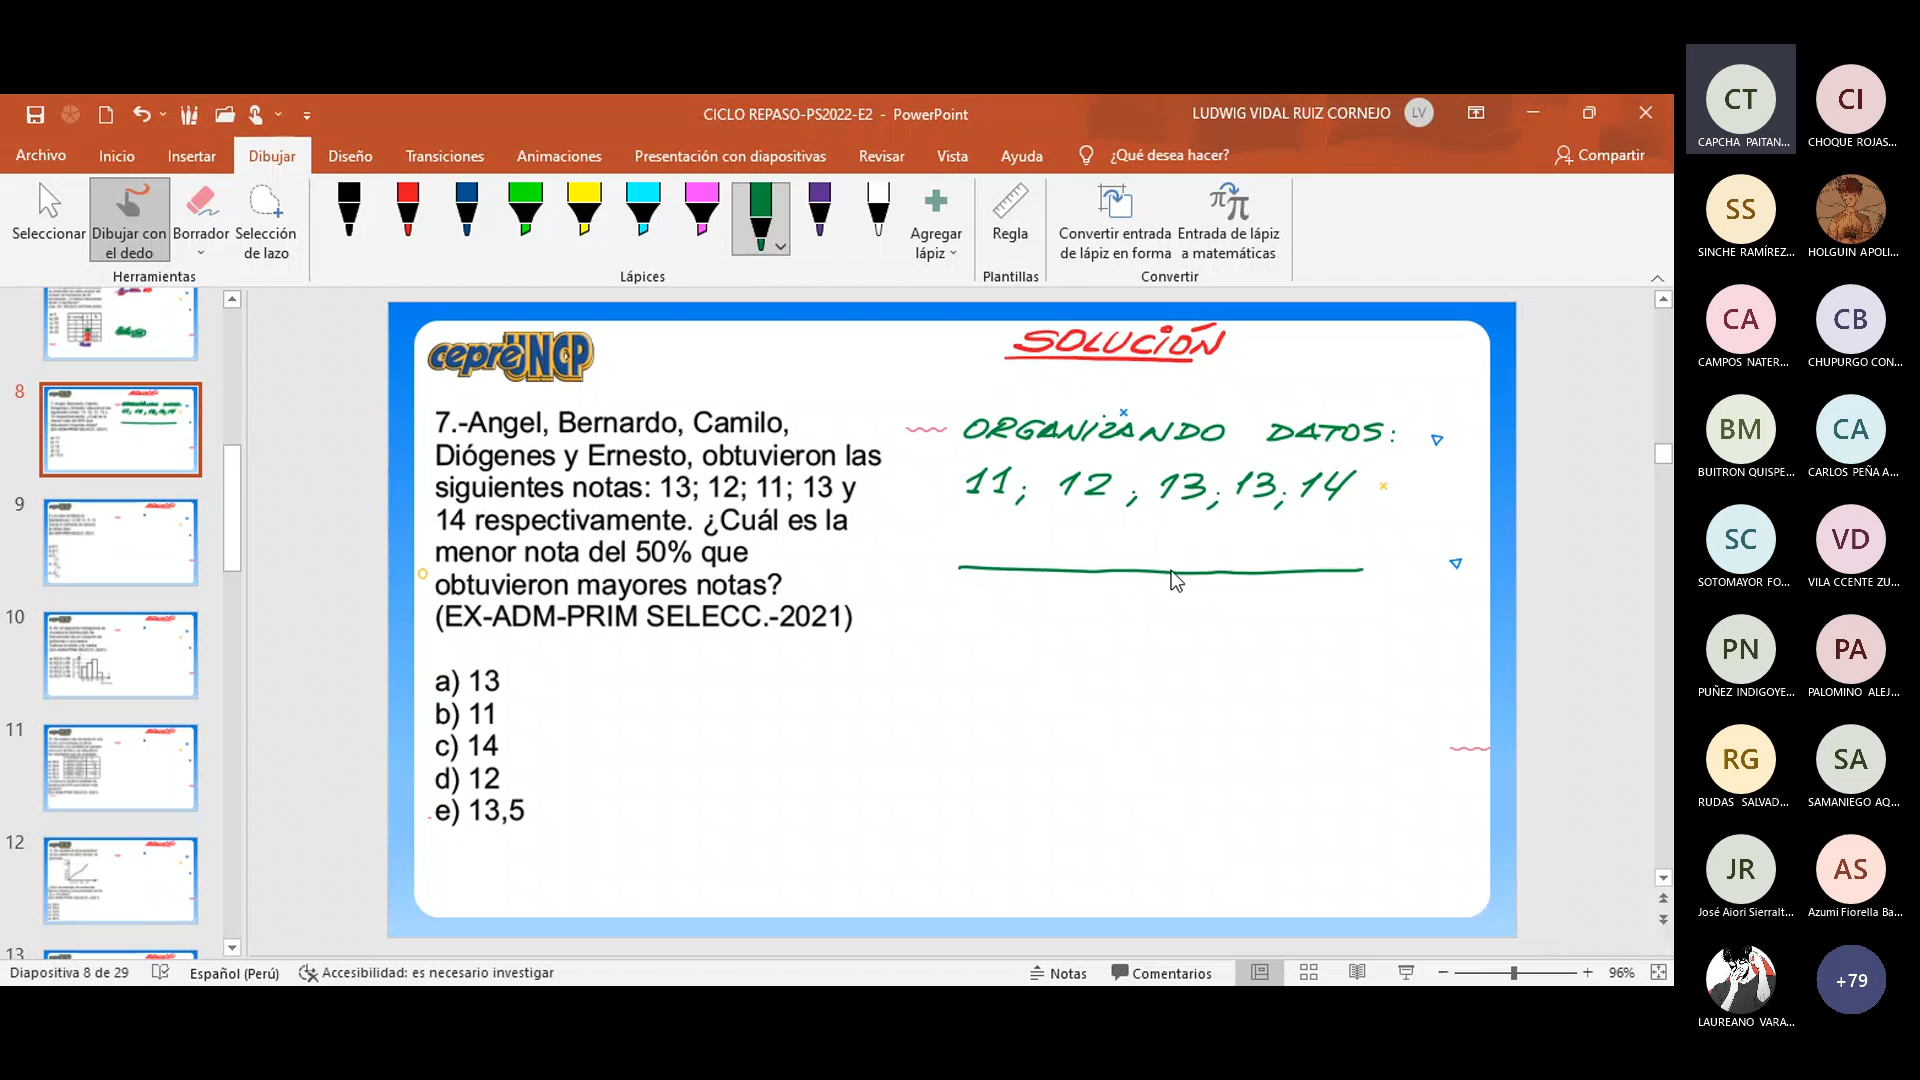 CICLO REPASO-PS2022-E2 - PowerPoint
LUDWIG VIDAL RUIZ CORNEJO
LV
Archivo
Inicio
Insertar
Dibujar
Diseño
Transiciones
Animaciones
Presentación con diapositivas
Revisar
Vista
Ayuda
¿Qué desea hacer?
Compartir
Seleccionar
Dibujar con
el dedo
Borrador
Selección
de lazo
Agregar
lápiz
Regla
Convertir entrada
de lápiz en forma
Entrada de lápiz
a matemáticas
Herramientas
Lápices
Plantillas
Convertir
8
9
10
11
12
13
cepreUNCP
SOLUCIÓN
7.-Angel, Bernardo, Camilo,
Diógenes y Ernesto, obtuvieron las
siguientes notas: 13; 12; 11; 13 y
14 respectivamente. ¿Cuál es la
menor nota del 50% que
obtuvieron mayores notas?
(EX-ADM-PRIM SELECC.-2021)
a) 13
b) 11
c) 14
d) 12
e) 13,5
ORGANIZANDO DATOS:
11; 12 ; 13; 13; 14
Diapositiva 8 de 29
Español (Perú)
Accesibilidad: es necesario investigar
Notas
Comentarios
96%
CT
CAPCHA PAITAN...
CI
CHOQUE ROJAS...
SS
SINCHE RAMÍREZ...
HOLGUIN APOLI...
CA
CAMPOS NATER...
CB
CHUPURGO CON...
BM
BUITRON QUISPE...
CA
CARLOS PEÑA A...
SC
SOTOMAYOR FO...
VD
VILA CCENTE ZU...
PN
PUÑEZ INDIGOYE...
PA
PALOMINO ALEJ...
RG
RUDAS SALVAD...
SA
SAMANIEGO AQ...
JR
José Aiori Sierralt...
AS
Azumi Fiorella Ba...
LAUREANO VARA...
+79